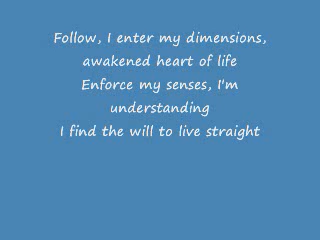 Follow, I enter my dimensions,
awakened heart of life
Enforce my senses, I'm
understanding
I find the will to live straight